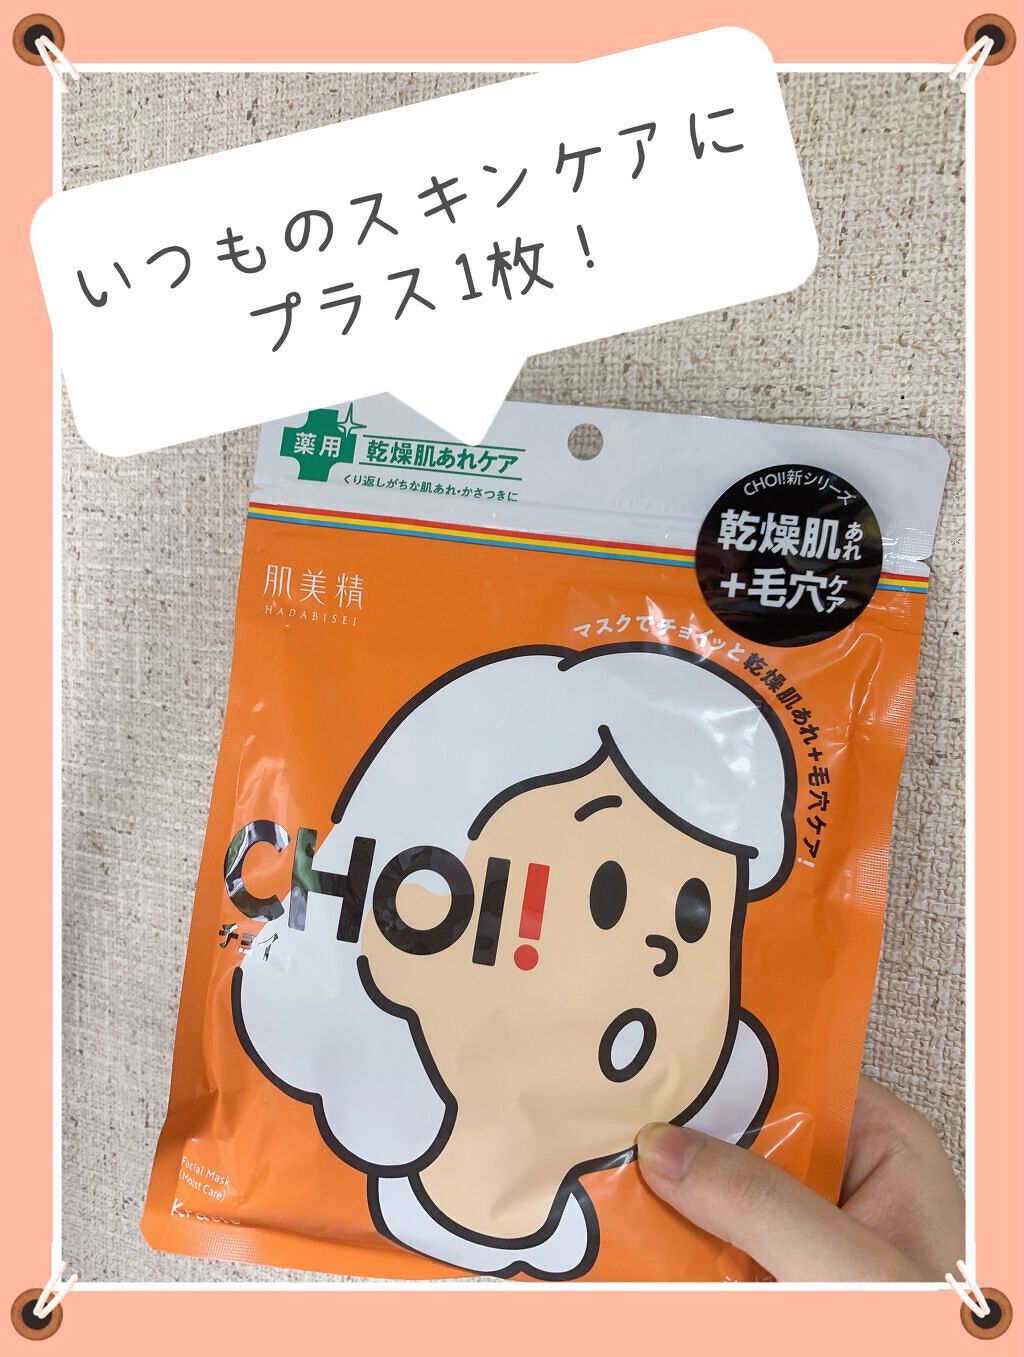 いつものスキンケアに
プラス1枚!
薬用
乾燥肌あれケア
くり返しがちな肌あれ・かさつきに
CHOI!新シリーズ
乾燥肌あれ
+毛穴ケア
肌美精
HADABISEI
マスクでチョイッと乾燥肌あれ+毛穴ケア!
CHOI!
チョイ
Facial Mask
(Moist Care)
Kracie